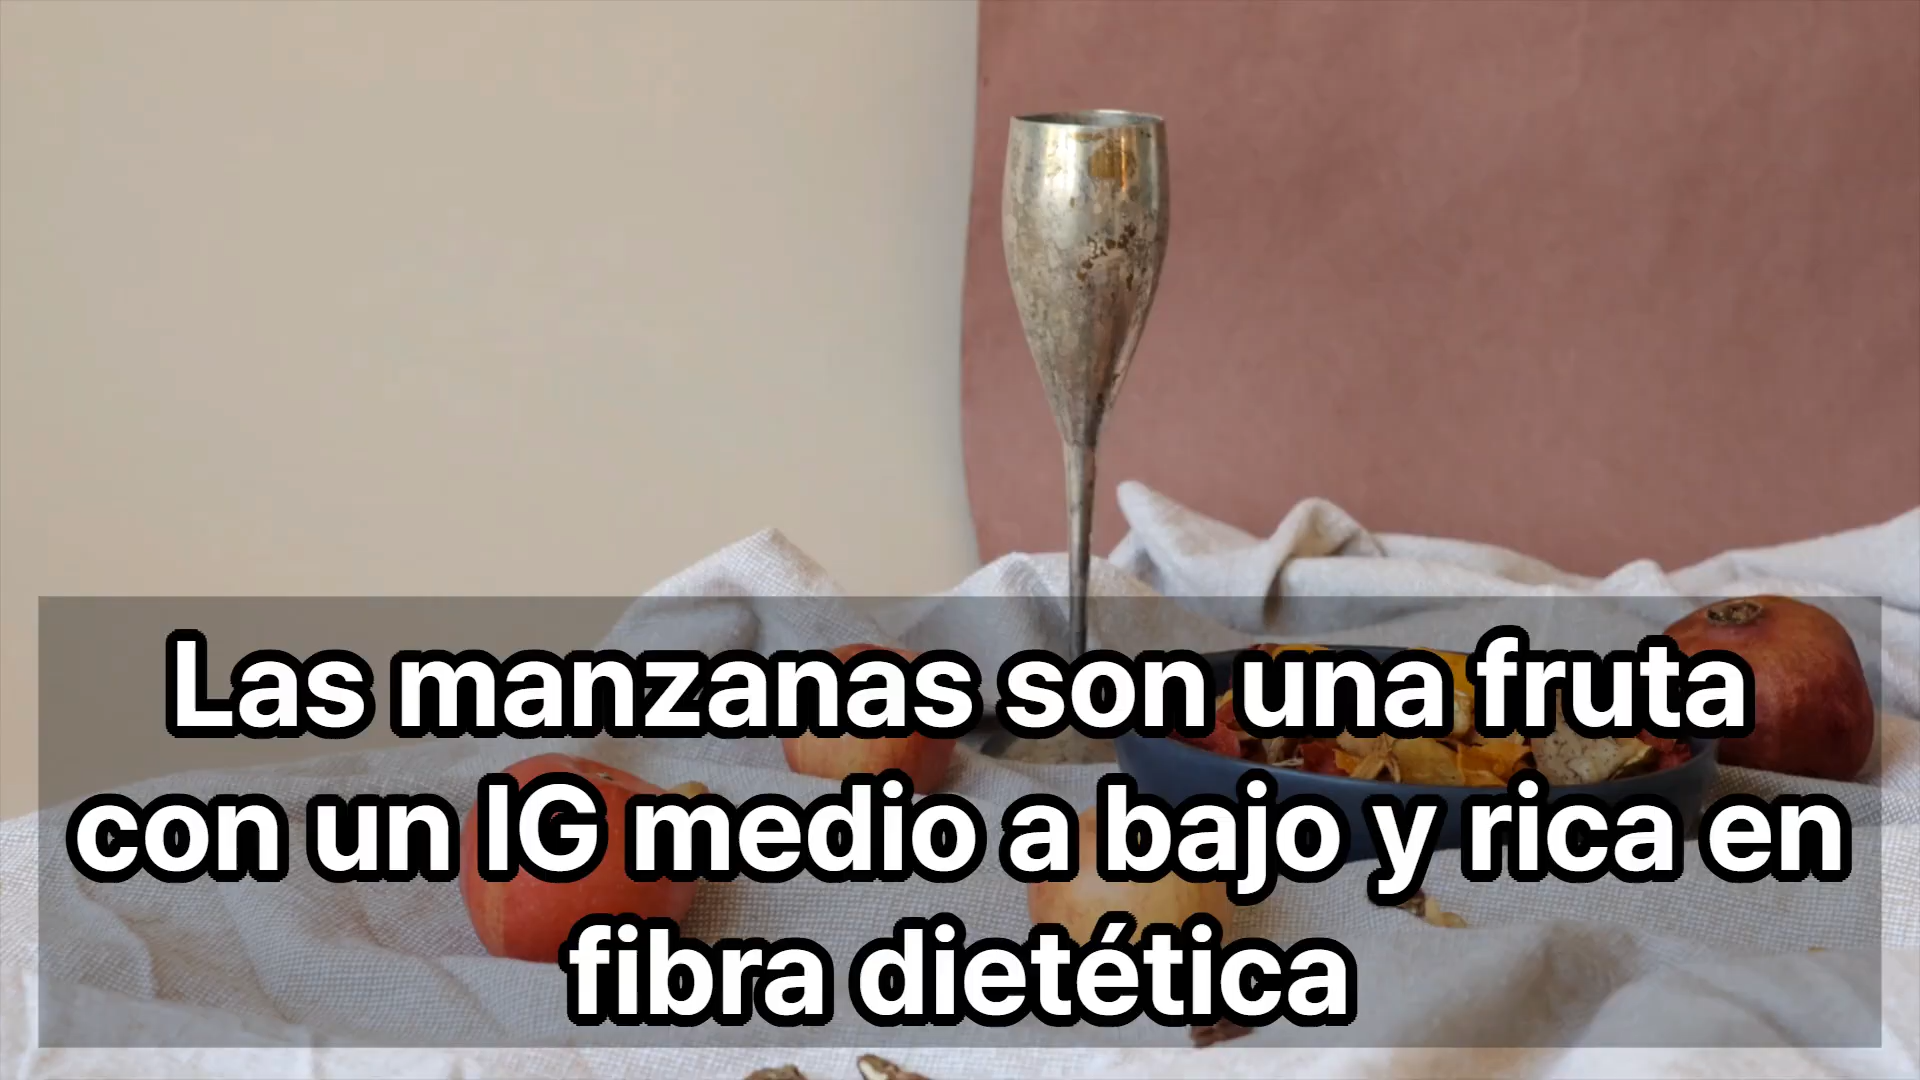 Las manzanas son una fruta
con un IG medio a bajo y rica en
fibra dietética